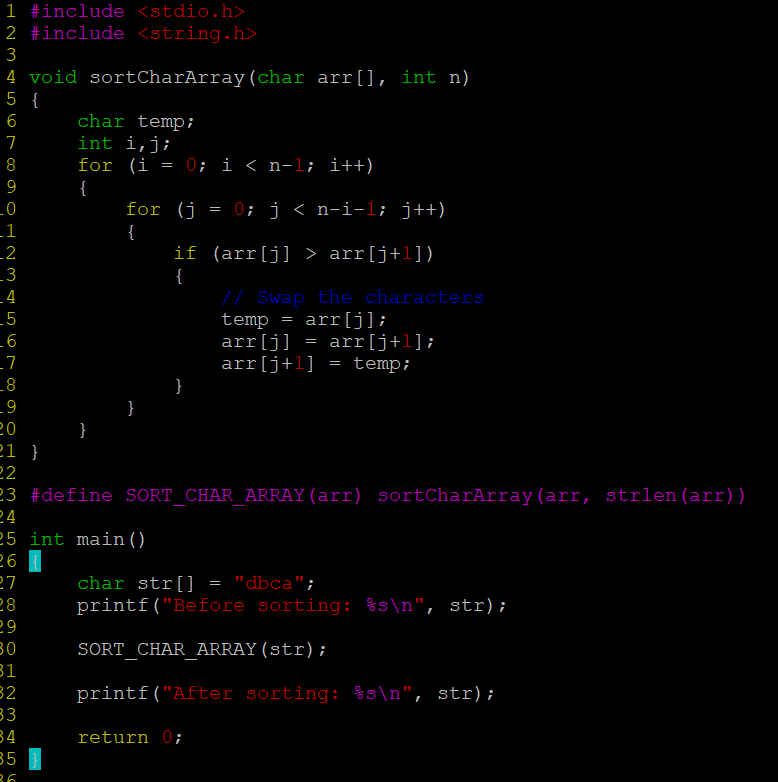 1 #include <stdio.h>
2 #include <string.h>
3
4 void sortCharArray(char arr[], int n)
5 {
6     char temp;
7     int i,j;
8     for (i = 0; i < n-1; i++)
9     {
10         for (j = 0; j < n-i-1; j++)
11         {
12             if (arr[j] > arr[j+1])
13             {
14                 // Swap the characters
15                 temp = arr[j];
16                 arr[j] = arr[j+1];
17                 arr[j+1] = temp;
18             }
19         }
20     }
21 }
22
23 #define SORT_CHAR_ARRAY(arr) sortCharArray(arr, strlen(arr))
24
25 int main()
26 {
27     char str[] = "dbca";
28     printf("Before sorting: %s\n", str);
29
30     SORT_CHAR_ARRAY(str);
31
32     printf("After sorting: %s\n", str);
33
34     return 0;
35 }
36